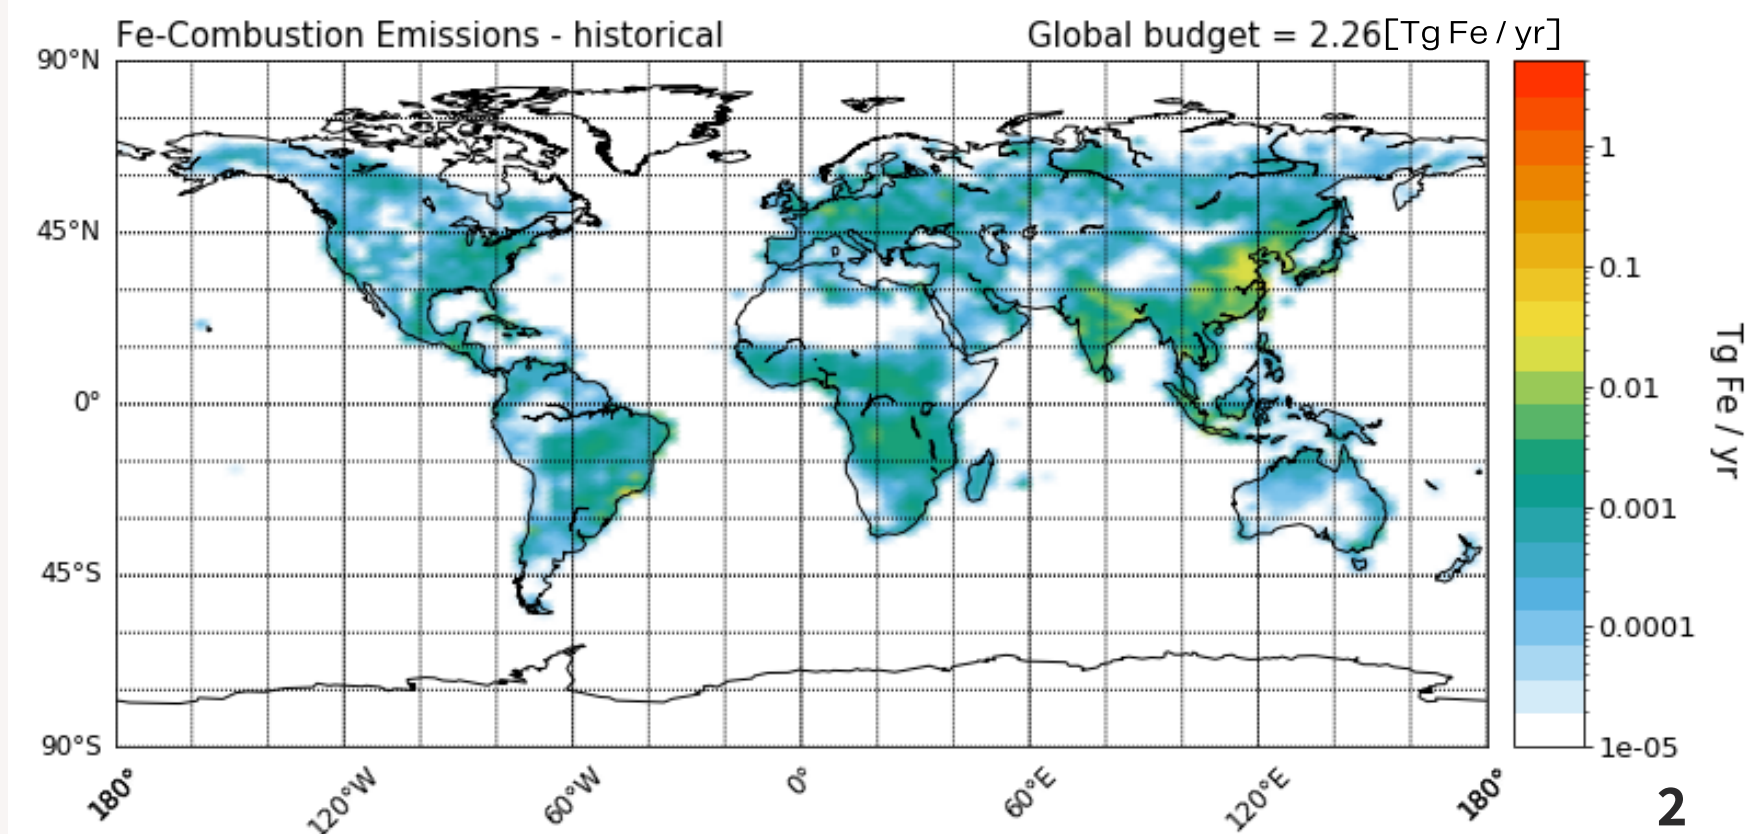 Fe-Combustion Emissions - historical
Global budget = 2.26[Tg Fe / yr]
90°N
45°N
0°
45°S
90°S
180°
120°W
60°W
0°
60°E
120°E
180°
1
0.1
0.01
0.001
0.0001
1e-05
Tg Fe / yr
2